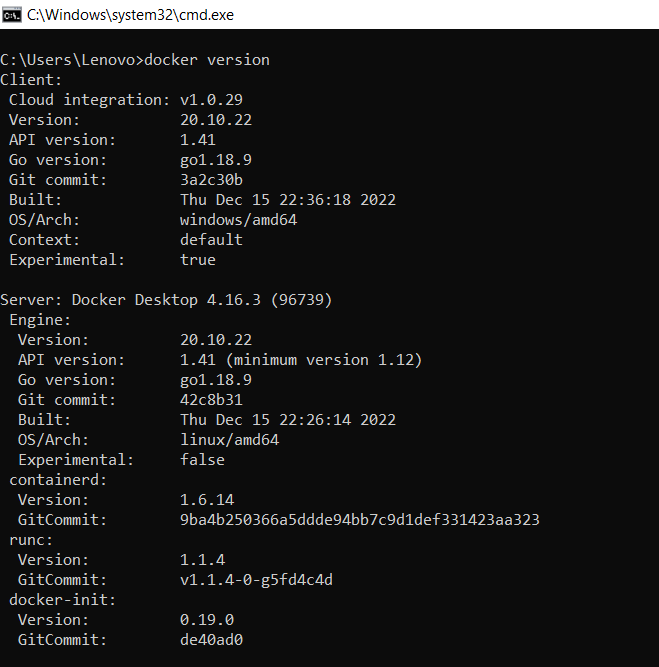 C:\Windows\system32\cmd.exe
C:\Users\Lenovo>docker version
Client:
 Cloud integration: v1.0.29
 Version:           20.10.22
 API version:       1.41
 Go version:        go1.18.9
 Git commit:        3a2c30b
 Built:             Thu Dec 15 22:36:18 2022
 OS/Arch:           windows/amd64
 Context:           default
 Experimental:      true

Server: Docker Desktop 4.16.3 (96739)
 Engine:
  Version:          20.10.22
  API version:      1.41 (minimum version 1.12)
  Go version:       go1.18.9
  Git commit:       42c8b31
  Built:            Thu Dec 15 22:26:14 2022
  OS/Arch:          linux/amd64
  Experimental:     false
 containerd:
  Version:          1.6.14
  GitCommit:        9ba4b250366a5ddde94bb7c9d1def331423aa323
 runc:
  Version:          1.1.4
  GitCommit:        v1.1.4-0-g5fd4c4d
 docker-init:
  Version:          0.19.0
  GitCommit:        de40ad0